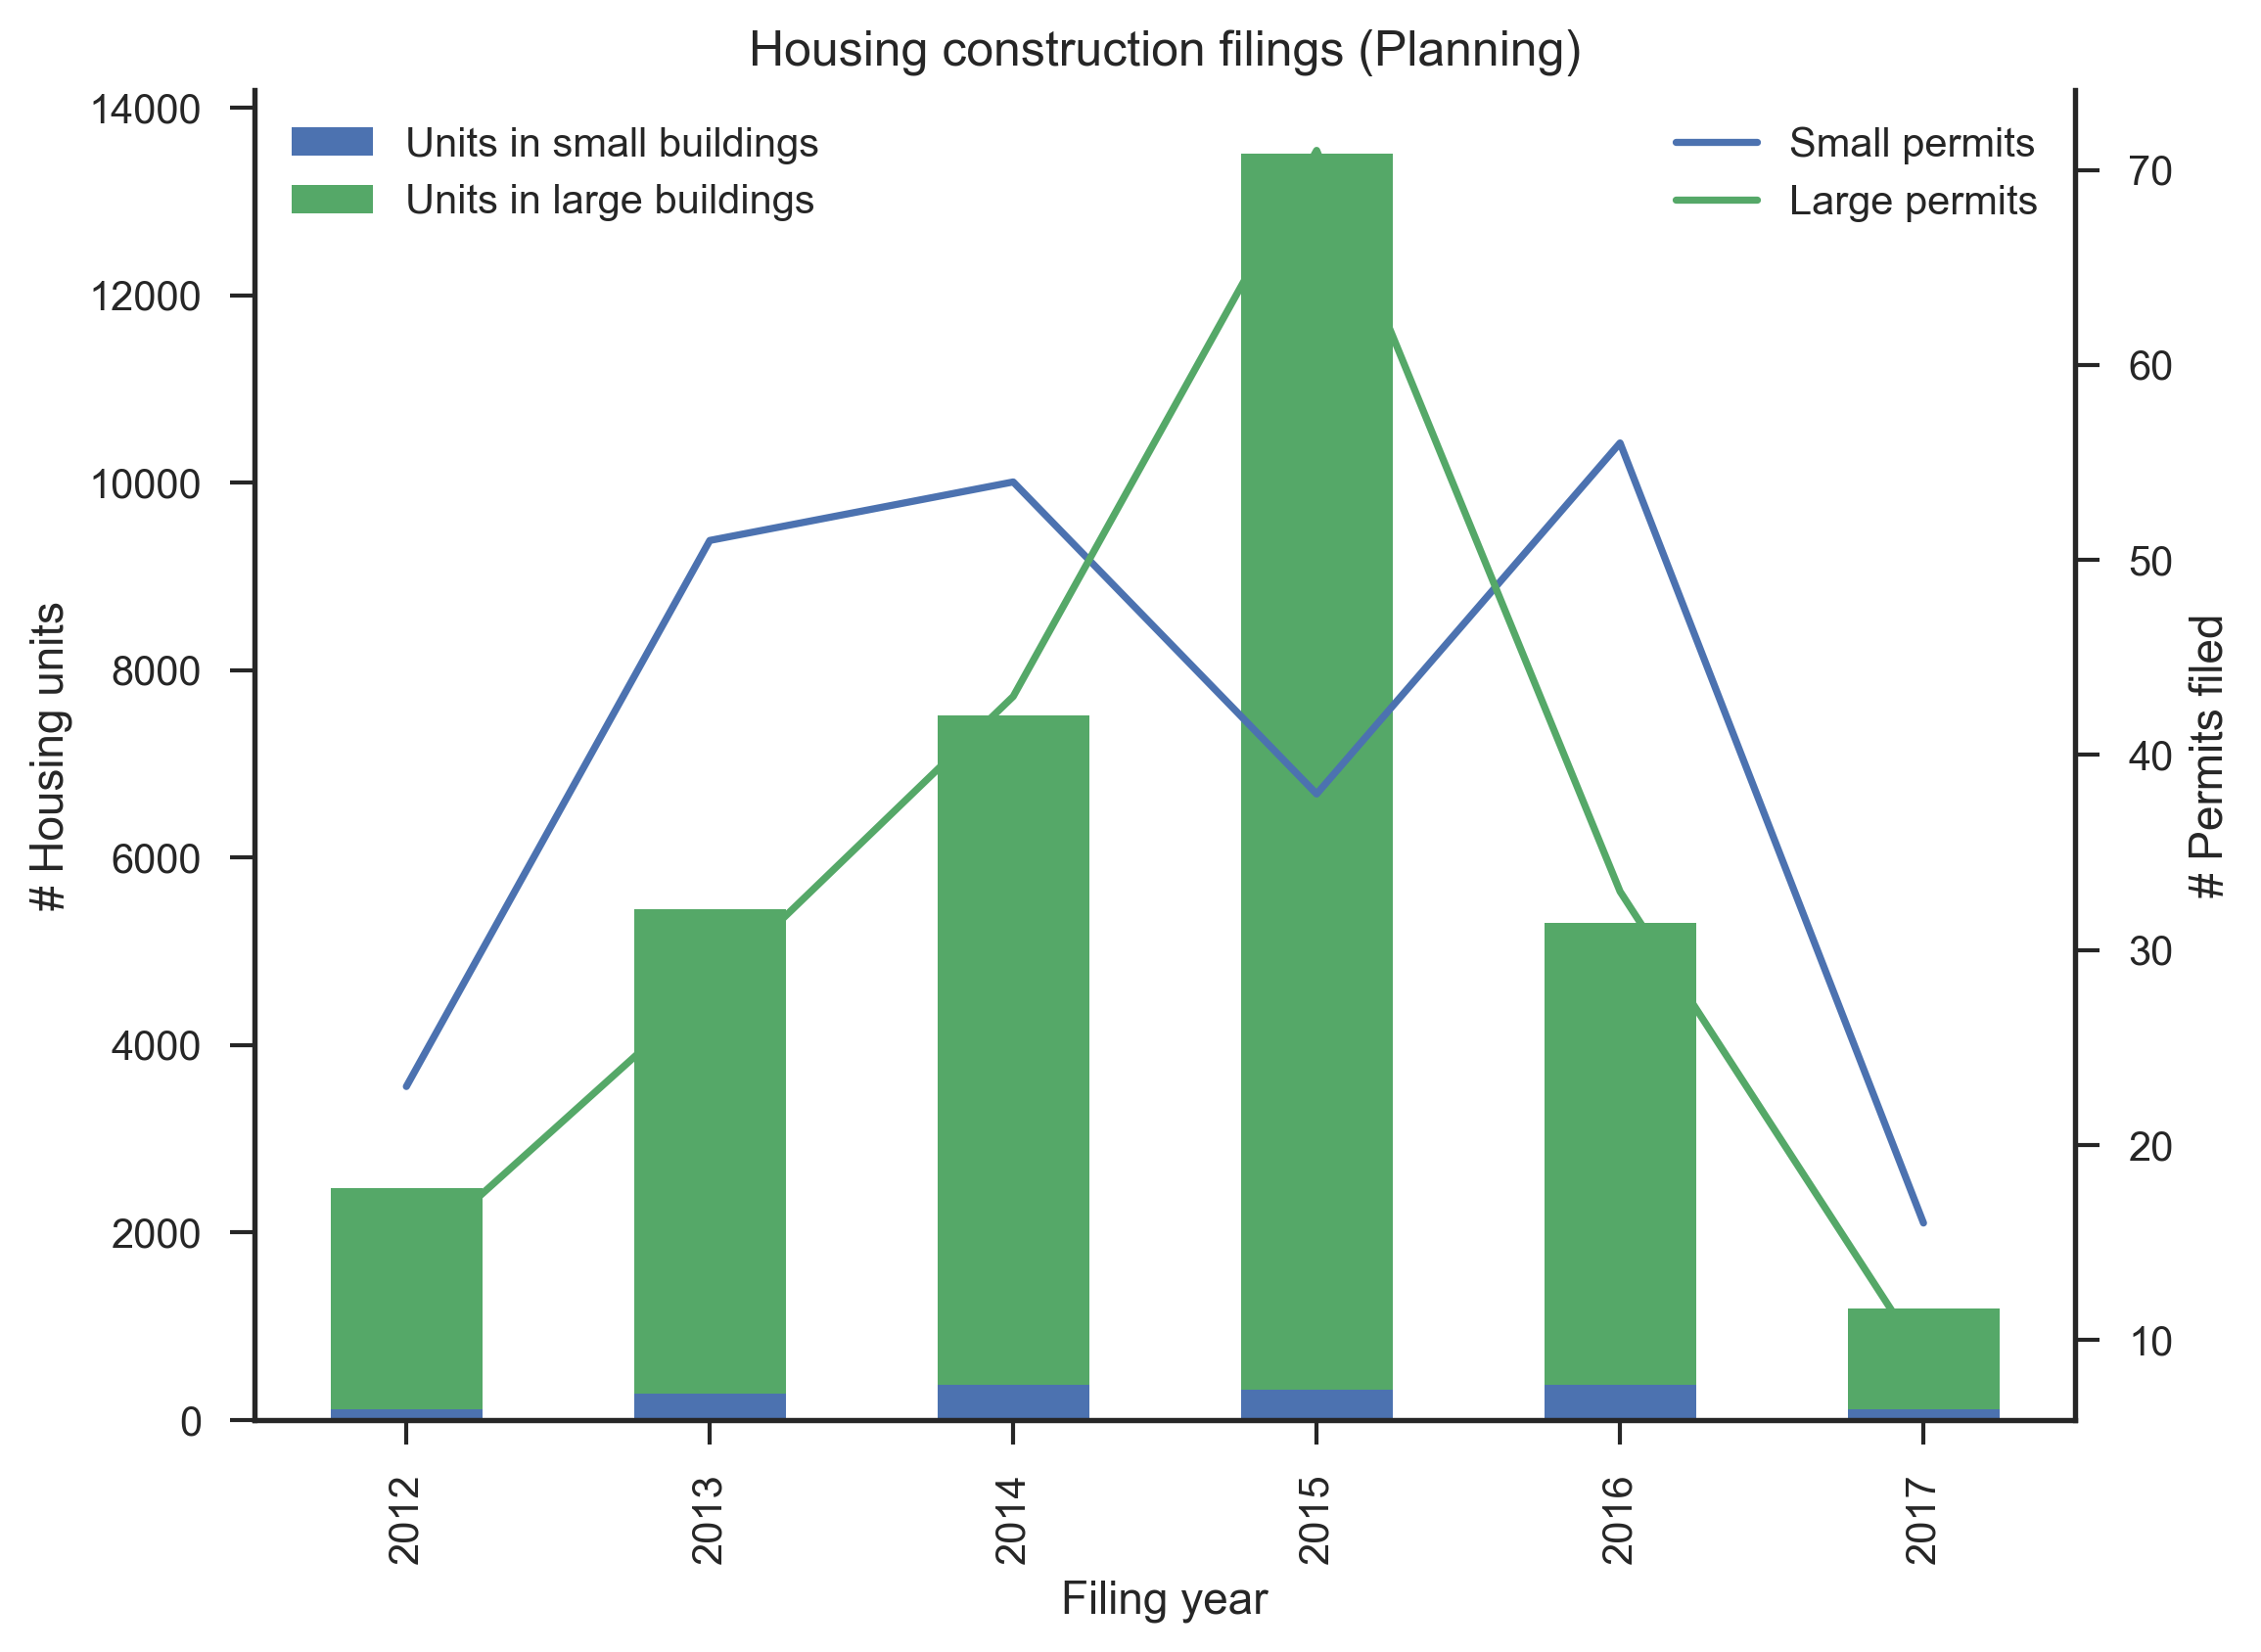 Housing construction filings (Planning)
Units in small buildings
Units in large buildings
Small permits
Large permits
# Housing units
14000
12000
10000
8000
6000
4000
2000
0
# Permits filed
70
60
50
40
30
20
10
2012
2013
2014
2015
2016
2017
Filing year